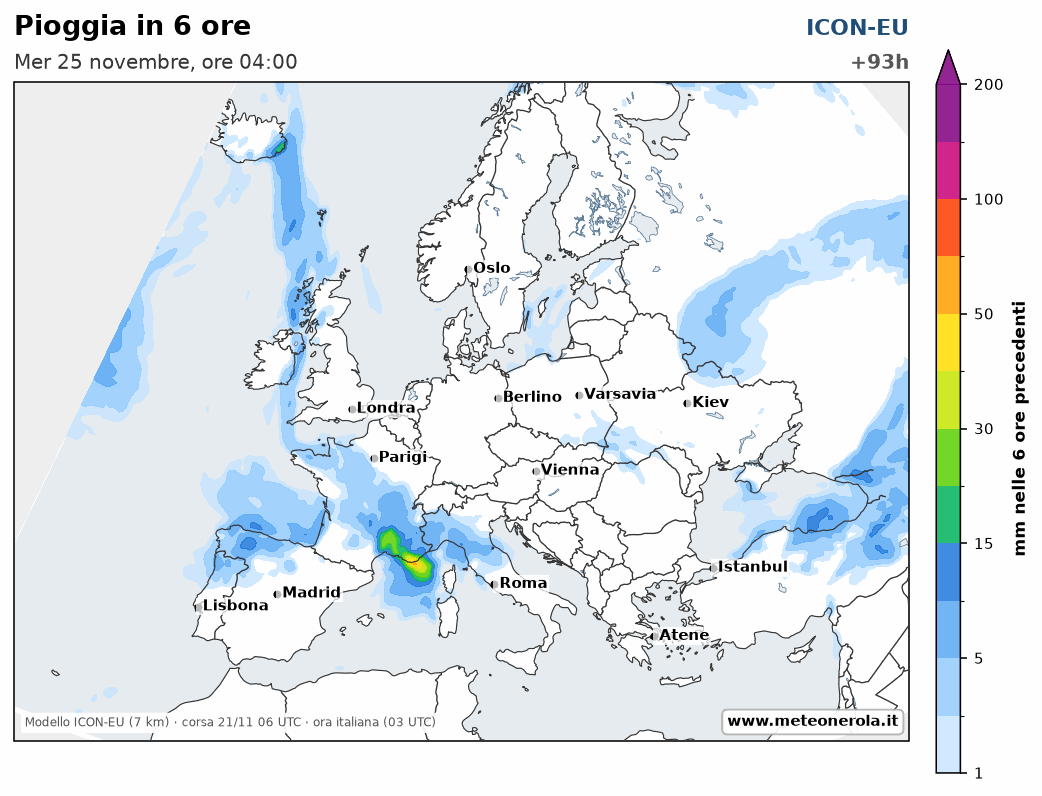 Pioggia in 6 ore
ICON-EU
Mer 25 novembre, ore 04:00
+93h
Oslo
Londra
Berlino
Varsavia
Kiev
Parigi
Vienna
Istanbul
Madrid
Roma
Lisbona
Atene
Modello ICON-EU (7 km) · corsa 21/11 06 UTC · ora italiana (03 UTC)
www.meteonerola.it
200
100
50
30
15
5
1
mm nelle 6 ore precedenti